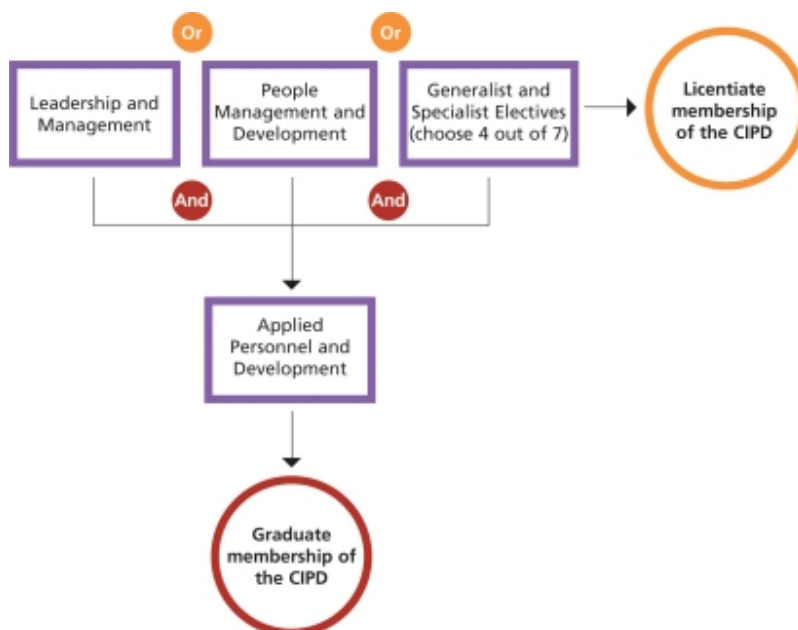 Or
Or
Leadership and
Management
People
Management and
Development
Generalist and
Specialist Electives
(choose 4 out of 7)
Licentiate
membership
of the CIPD
And
And
Applied
Personnel and
Development
Graduate
membership of
the CIPD